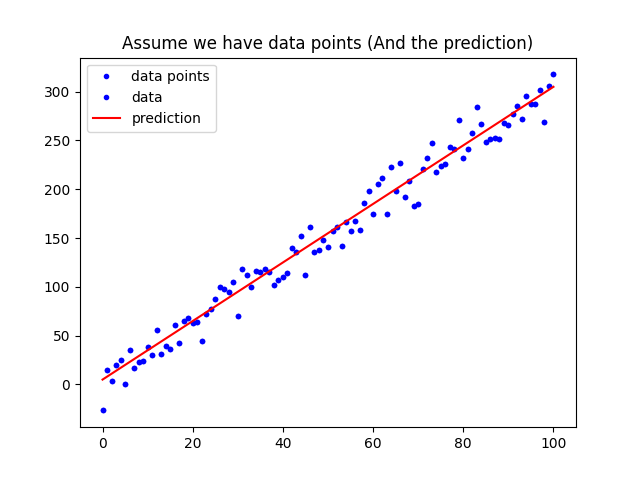 Assume we have data points (And the prediction)
data points
data
prediction
300
250
200
150
100
50
0
0 20 40 60 80 100